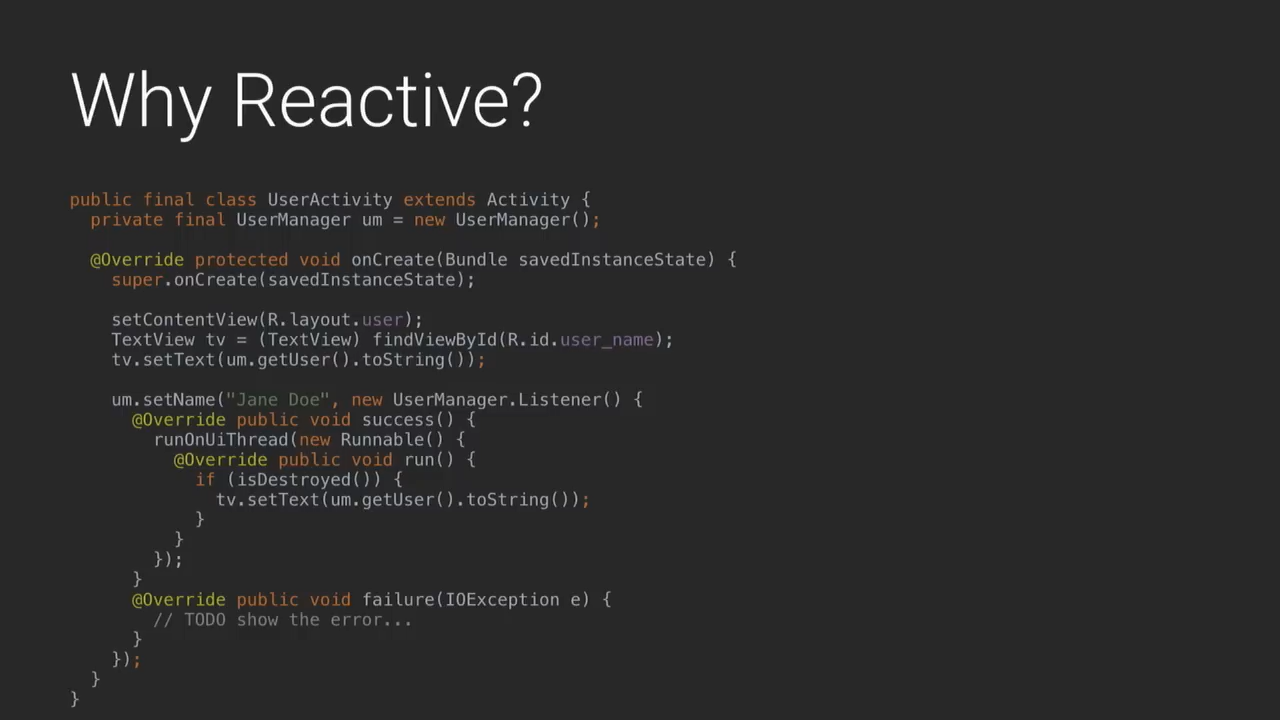 Why Reactive?
public final class UserActivity extends Activity {
  private final UserManager um = new UserManager();

  @Override protected void onCreate(Bundle savedInstanceState) {
    super.onCreate(savedInstanceState);

    setContentView(R.layout.user);
    TextView tv = (TextView) findViewById(R.id.user_name);
    tv.setText(um.getUser().toString());

    um.setName("Jane Doe", new UserManager.Listener() {
      @Override public void success() {
        runOnUiThread(new Runnable() {
          @Override public void run() {
            if (isDestroyed()) {
              tv.setText(um.getUser().toString());
            }
          }
        });
      }
      @Override public void failure(IOException e) {
        // TODO show the error...
      }
    });
  }
}